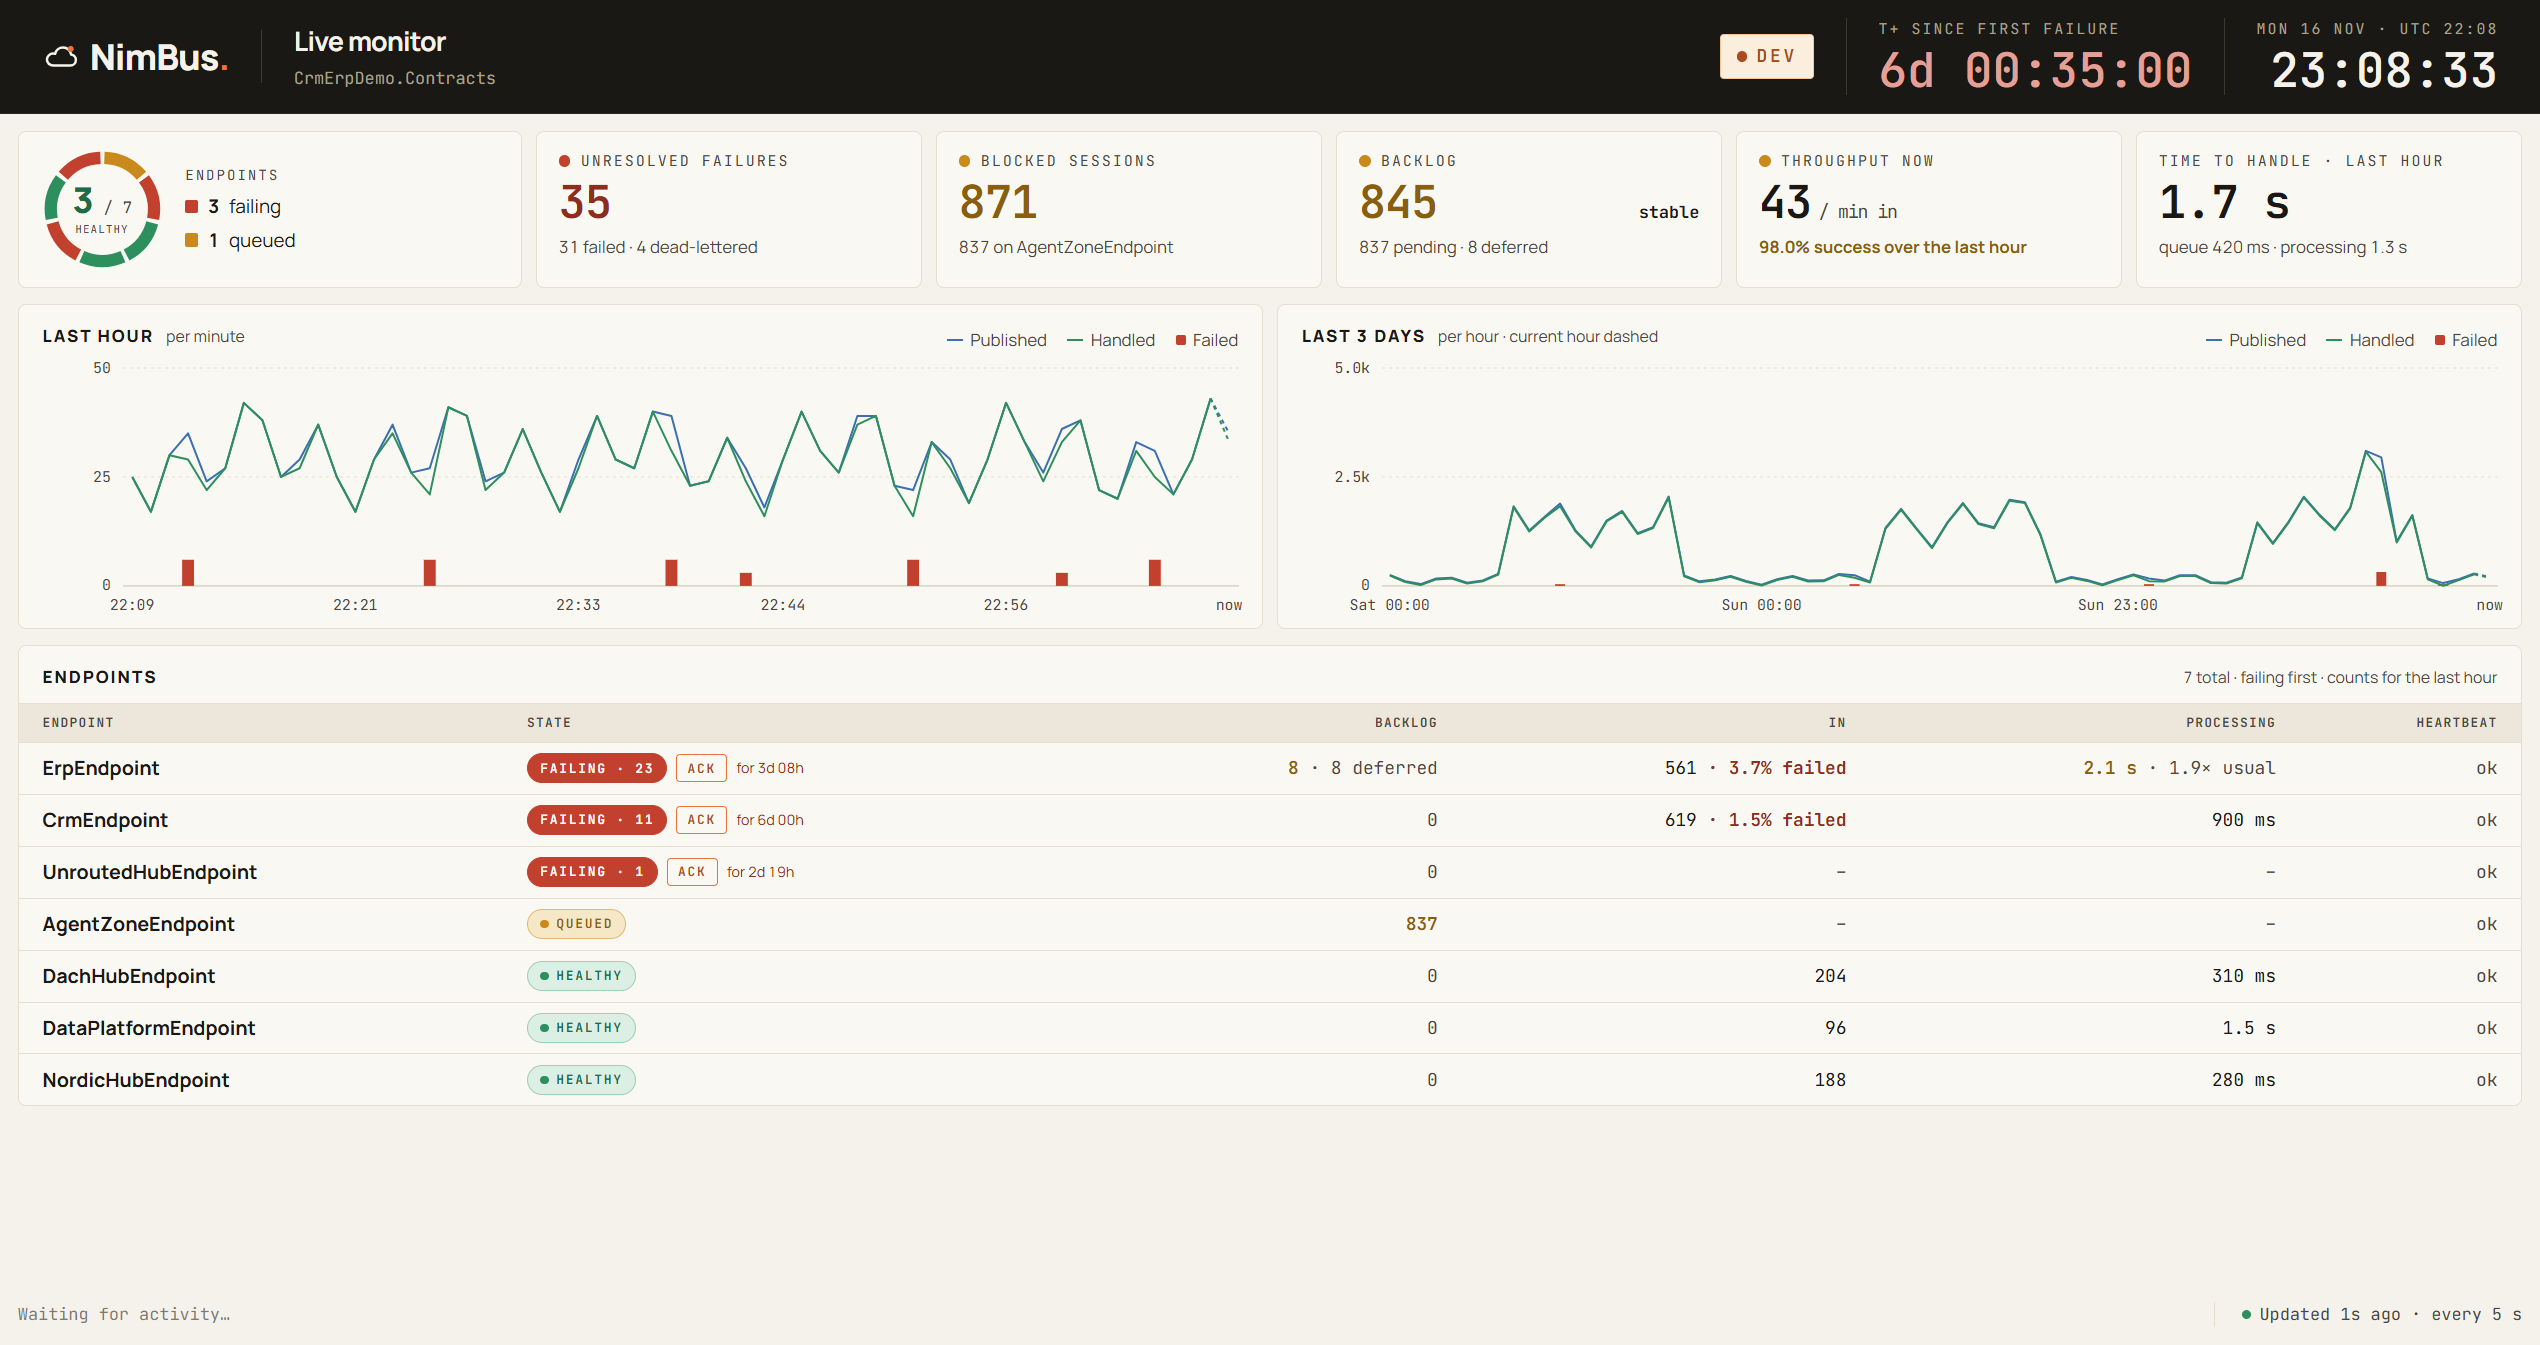 NimBus.
Live monitor
CrmErpDemo.Contracts
DEV
T+ SINCE FIRST FAILURE
6d 00:35:00
MON 16 NOV · UTC 22:08
23:08:33
3 / 7
HEALTHY
ENDPOINTS
3 failing
1 queued
UNRESOLVED FAILURES
35
31 failed · 4 dead-lettered
BLOCKED SESSIONS
871
837 on AgentZoneEndpoint
BACKLOG
845
stable
837 pending · 8 deferred
THROUGHPUT NOW
43 / min in
98.0% success over the last hour
TIME TO HANDLE · LAST HOUR
1.7 s
queue 420 ms · processing 1.3 s
LAST HOUR per minute
Published Handled Failed
50
25
0
22:09 22:21 22:33 22:44 22:56 now
LAST 3 DAYS per hour · current hour dashed
Published Handled Failed
5.0k
2.5k
0
Sat 00:00 Sun 00:00 Sun 23:00 now
ENDPOINTS
7 total · failing first · counts for the last hour
ENDPOINT STATE BACKLOG IN PROCESSING HEARTBEAT
ErpEndpoint FAILING · 23 ACK for 3d 08h 8 · 8 deferred 561 · 3.7% failed 2.1 s · 1.9× usual ok
CrmEndpoint FAILING · 11 ACK for 6d 00h 0 619 · 1.5% failed 900 ms ok
UnroutedHubEndpoint FAILING · 1 ACK for 2d 19h 0 – – ok
AgentZoneEndpoint QUEUED 837 – – ok
DachHubEndpoint HEALTHY 0 204 310 ms ok
DataPlatformEndpoint HEALTHY 0 96 1.5 s ok
NordicHubEndpoint HEALTHY 0 188 280 ms ok
Waiting for activity…
Updated 1s ago · every 5 s